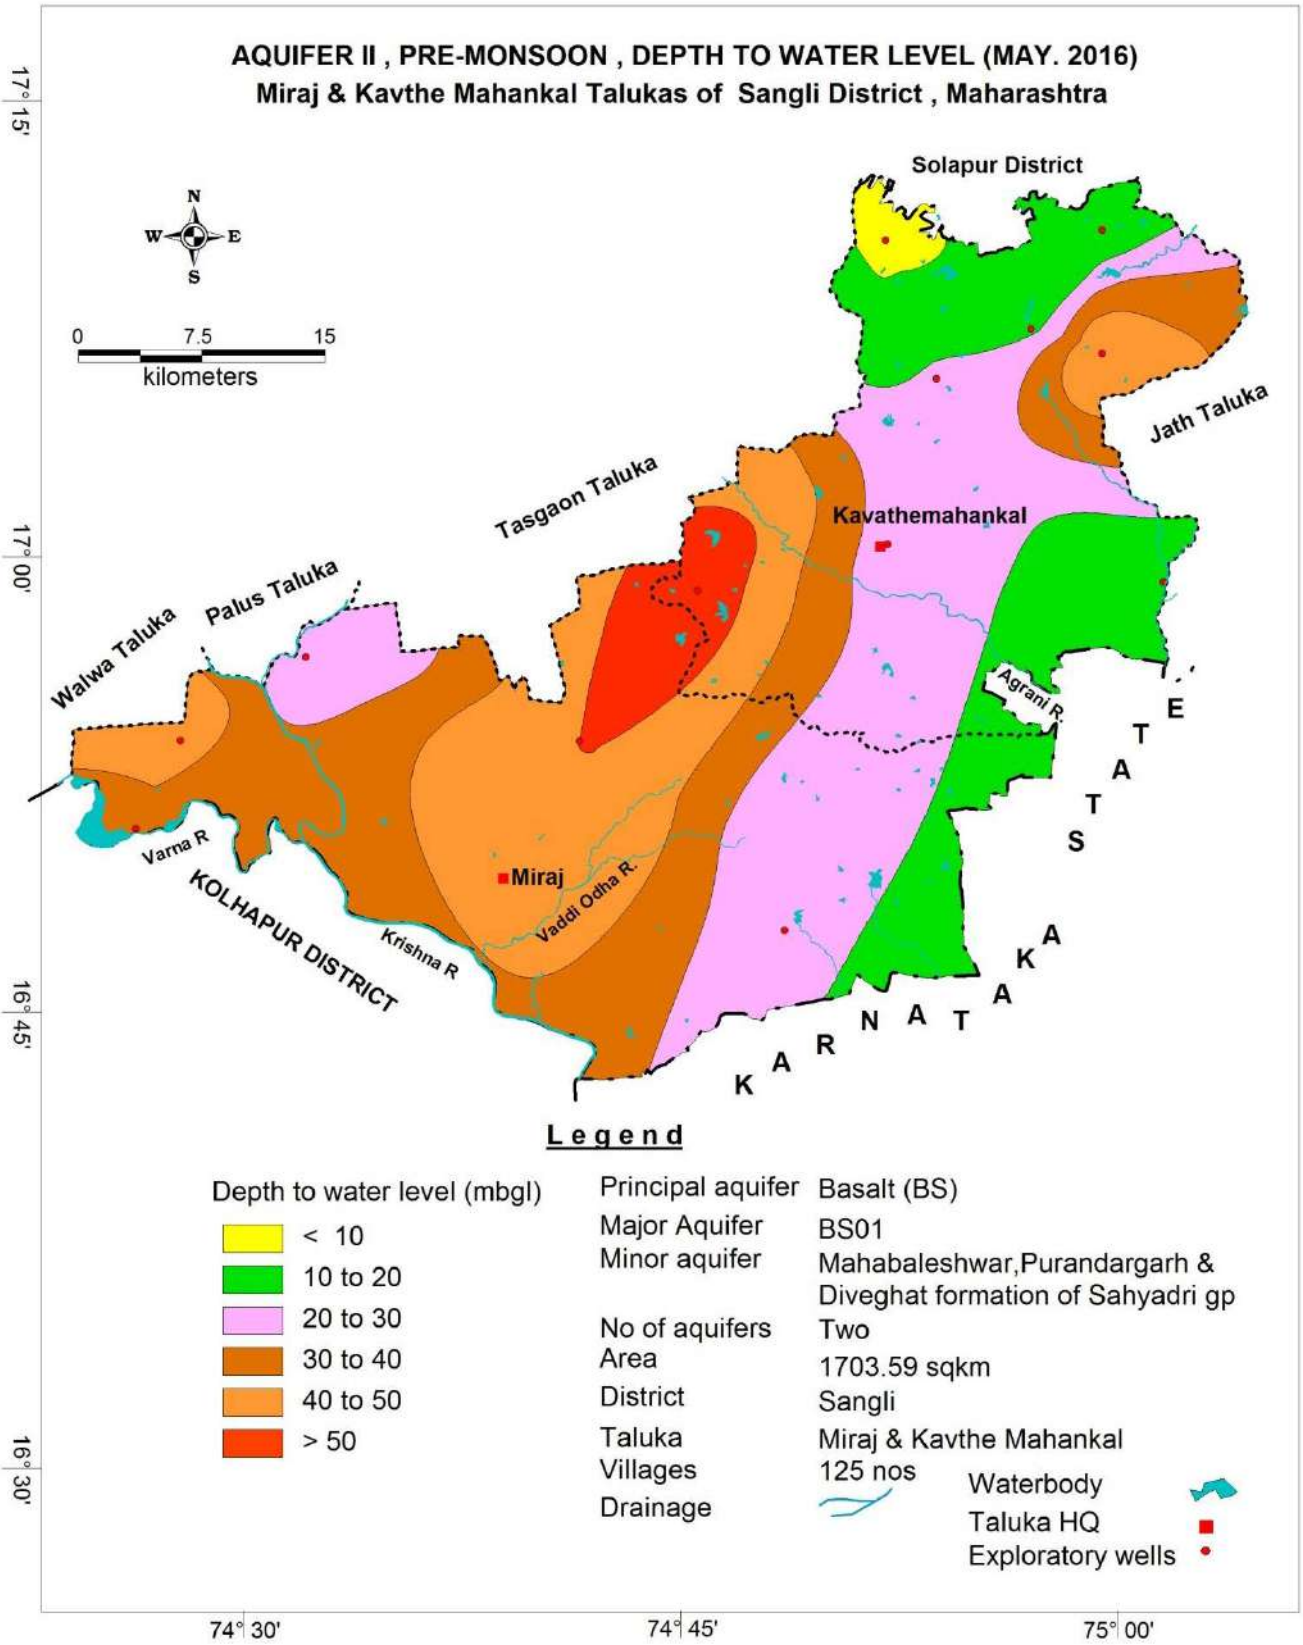 AQUIFER II , PRE-MONSOON , DEPTH TO WATER LEVEL (MAY. 2016)
Miraj & Kavthe Mahankal Talukas of Sangli District , Maharashtra
17° 15'
Solapur District
N
W E
S
0 7.5 15
kilometers
Jath Taluka
Tasgaon Taluka
Kavathemahankal
17° 00'
Palus Taluka
Walwa Taluka
Agrani R.
Varna R
KOLHAPUR DISTRICT
Miraj
Vaddi Odha R.
Krishna R
16° 45'
KARNATAKA STATE
Legend
Depth to water level (mbgl)
< 10
10 to 20
20 to 30
30 to 40
40 to 50
> 50
Principal aquifer Basalt (BS)
Major Aquifer BS01
Minor aquifer Mahabaleshwar,Purandargarh &
Diveghat formation of Sahyadri gp
No of aquifers Two
Area 1703.59 sqkm
District Sangli
Taluka Miraj & Kavthe Mahankal
Villages 125 nos
Drainage
Waterbody
Taluka HQ
Exploratory wells
16° 30'
74° 30' 74° 45' 75° 00'